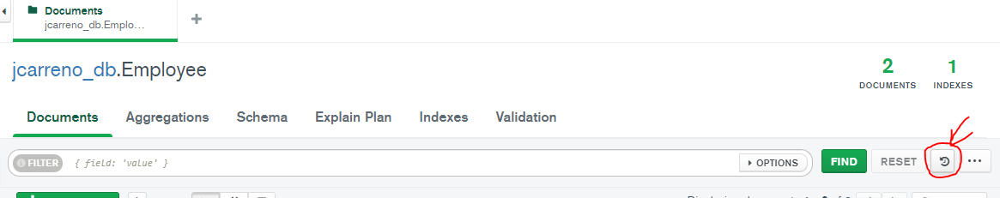 Documents
jcarreno_db.Emplo...
jcarreno_db.Employee
2
DOCUMENTS
1
INDEXES
Documents
Aggregations
Schema
Explain Plan
Indexes
Validation
FILTER
{ field: 'value' }
OPTIONS
FIND
RESET